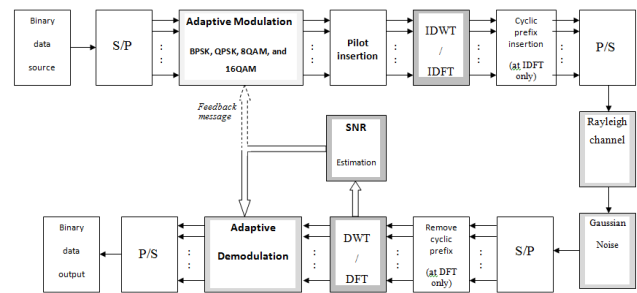 Binary
data
source
S/P
Adaptive Modulation
BPSK, QPSK, 8QAM, and
16QAM
Pilot
insertion
IDWT
/
IDFT
Cyclic
prefix
insertion
(at IDFT
only)
P/S
Feedback
message
SNR
Estimation
Rayleigh
channel
Gaussian
Noise
S/P
Remove
cyclic
prefix
(at DFT
only)
DWT
/
DFT
Adaptive
Demodulation
P/S
Binary
data
output